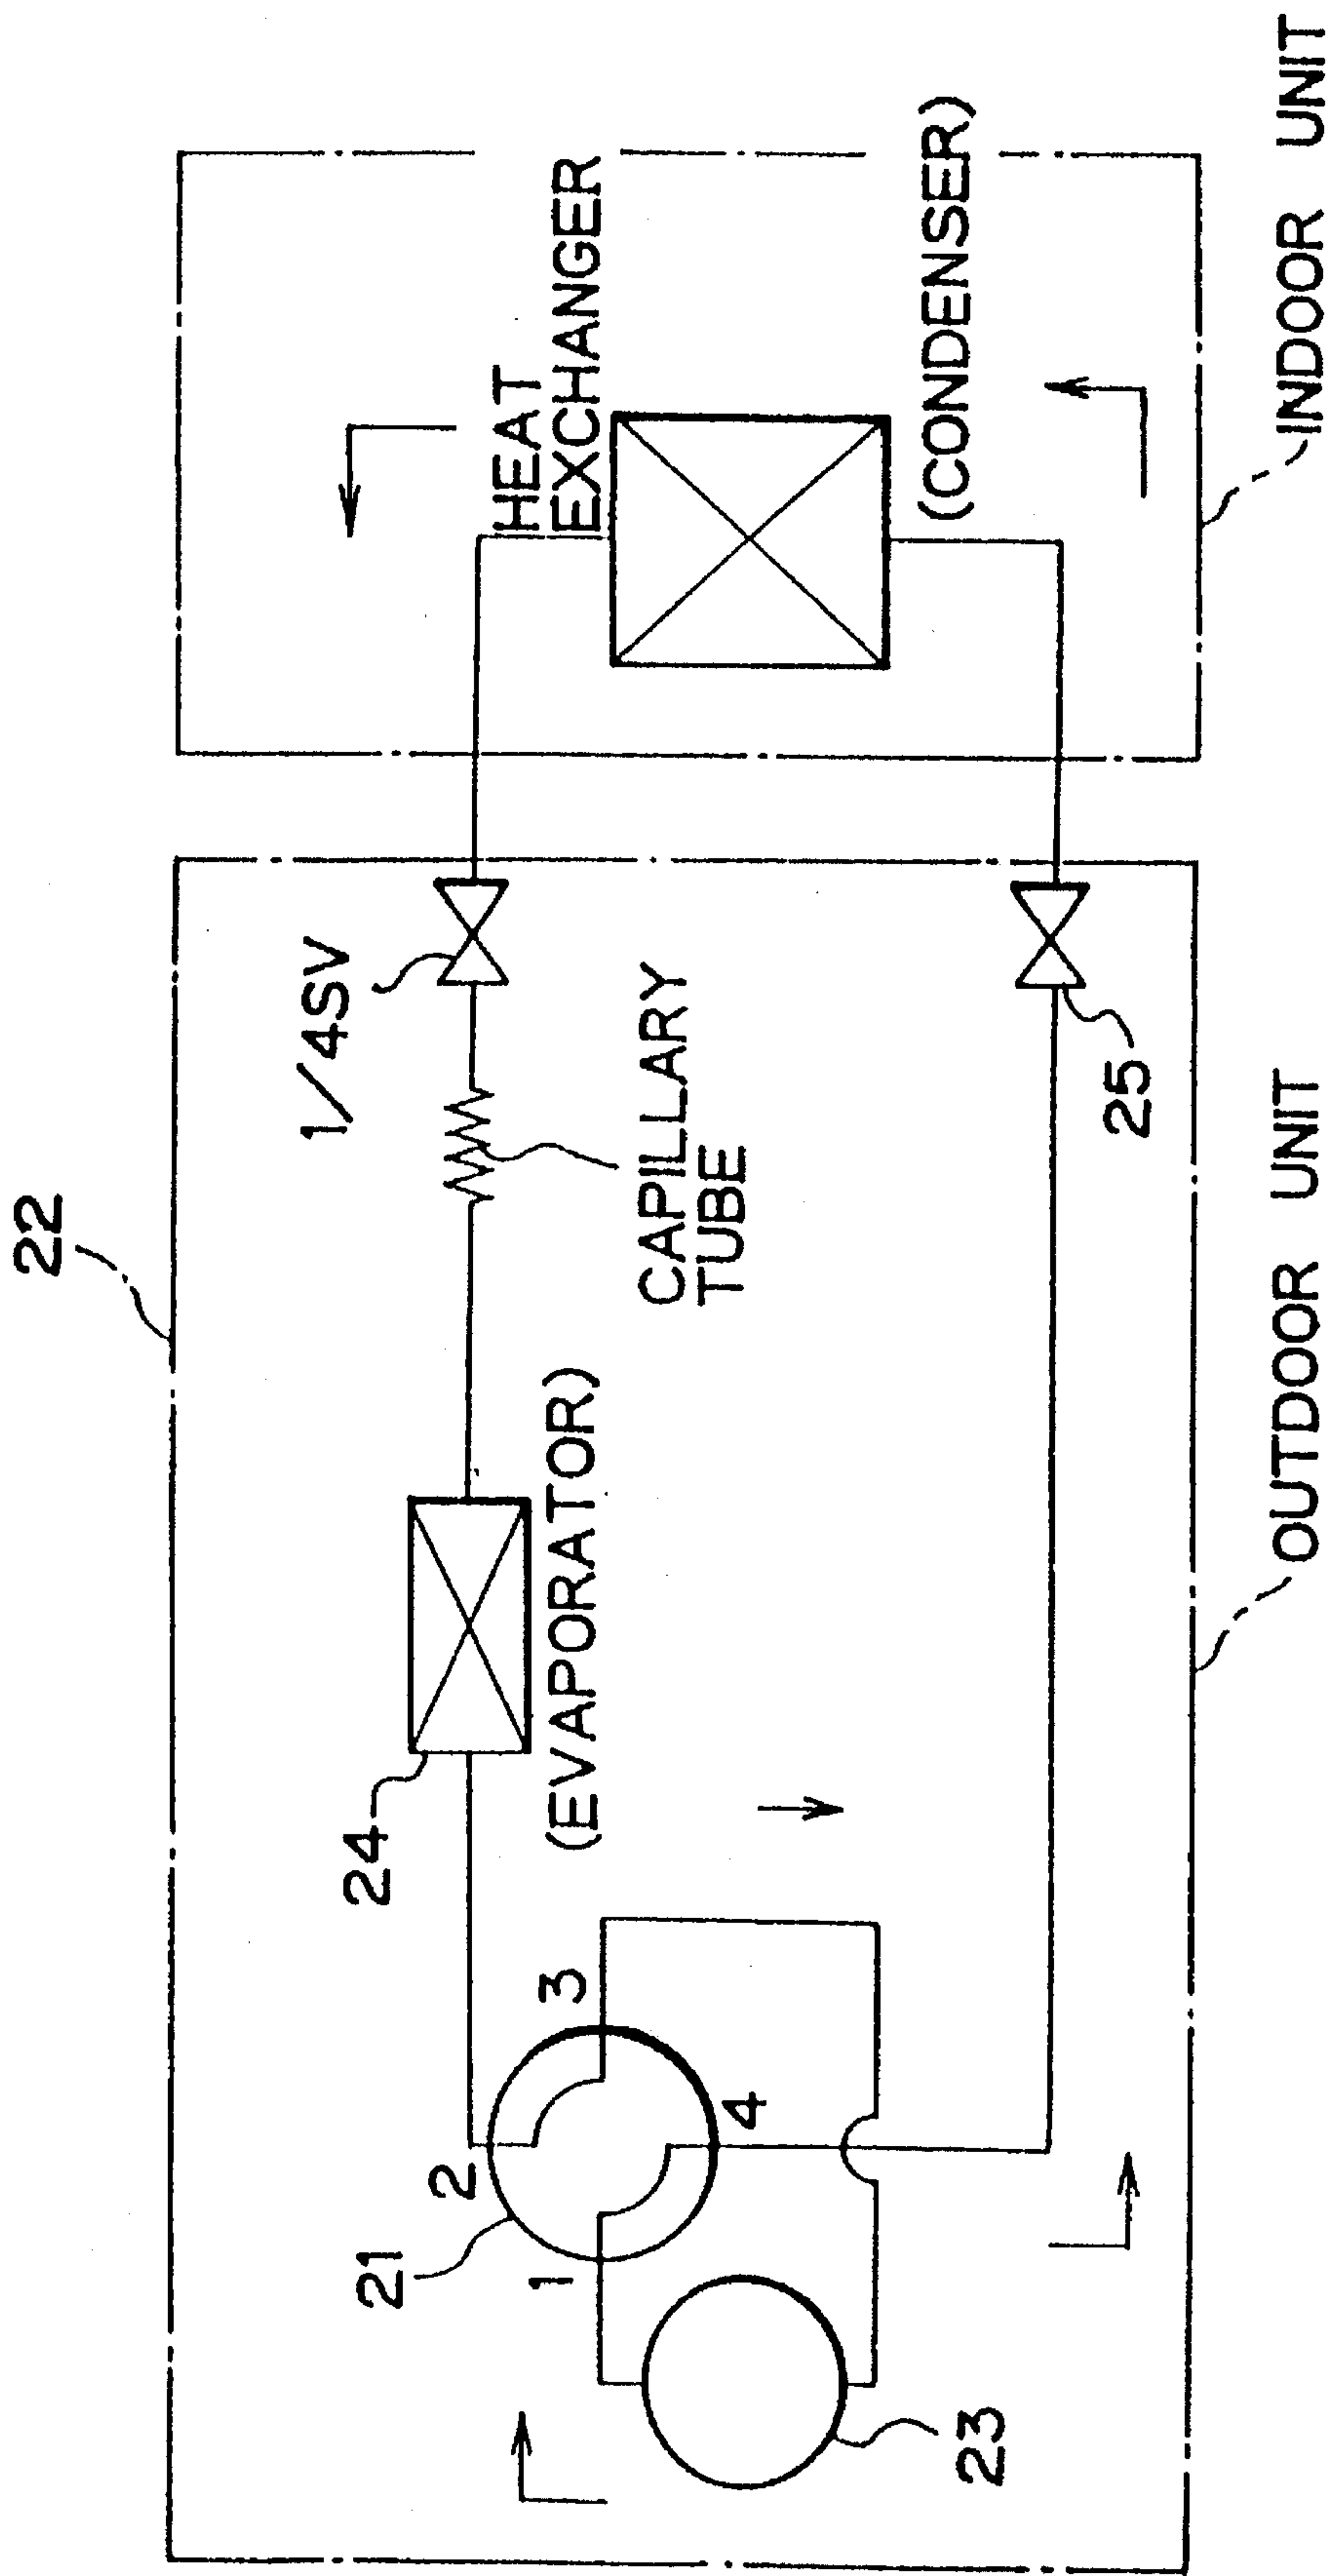 22
24
(EVAPORATOR)
21
2
3
1
4
23
1/4SV
CAPILLARY
TUBE
25
OUTDOOR UNIT
HEAT
EXCHANGER
(CONDENSER)
INDOOR UNIT